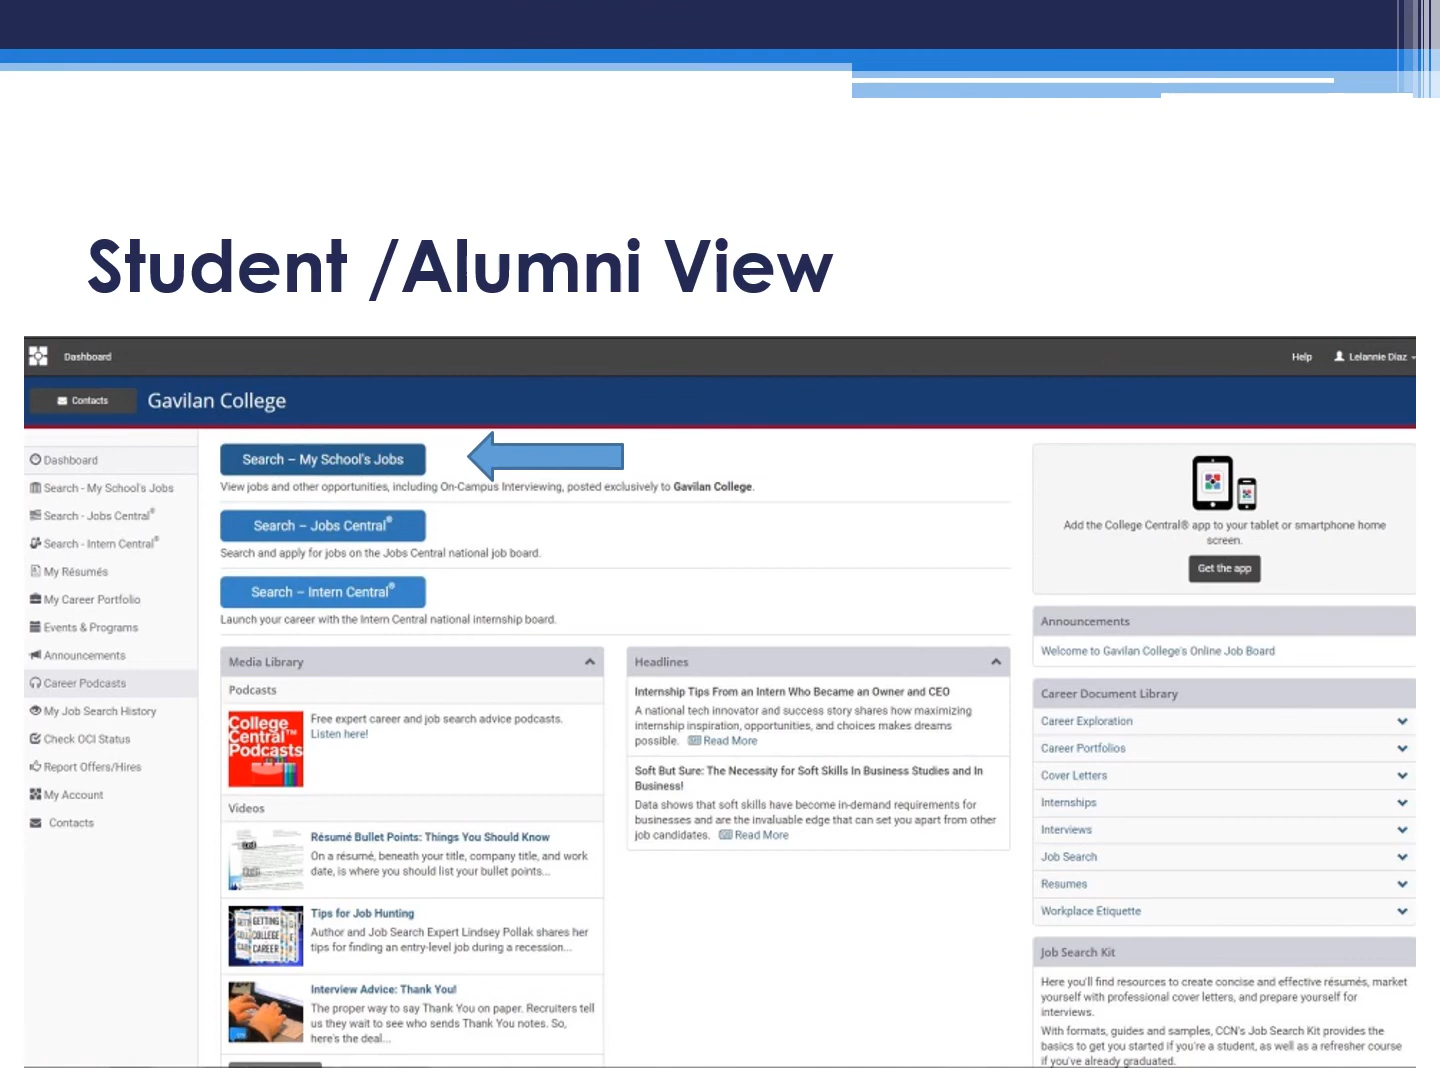 Student /Alumni View
Dashboard
Help
Lelannie Diaz
Contacts
Gavilan College
Dashboard
Search - My School's Jobs
Search - Jobs Central®
Search - Intern Central®
My Résumés
My Career Portfolio
Events & Programs
Announcements
Career Podcasts
My Job Search History
Check OCI Status
Report Offers/Hires
My Account
Contacts
Search – My School's Jobs
View jobs and other opportunities, including On-Campus Interviewing, posted exclusively to Gavilan College.
Search – Jobs Central®
Search and apply for jobs on the Jobs Central national job board.
Search – Intern Central®
Launch your career with the Intern Central national internship board.
Media Library
Podcasts
College
Central™
Podcasts
Free expert career and job search advice podcasts.
Listen here!
Videos
Résumé Bullet Points: Things You Should Know
On a résumé, beneath your title, company title, and work
date, is where you should list your bullet points...
GETTING
COLLEGE
CAREER
Tips for Job Hunting
Author and Job Search Expert Lindsey Pollak shares her
tips for finding an entry-level job during a recession...
Interview Advice: Thank You!
The proper way to say Thank You on paper. Recruiters tell
us they wait to see who sends Thank You notes. So,
here's the deal...
Headlines
Internship Tips From an Intern Who Became an Owner and CEO
A national tech innovator and success story shares how maximizing
internship inspiration, opportunities, and choices makes dreams
possible. Read More
Soft But Sure: The Necessity for Soft Skills In Business Studies and In
Business!
Data shows that soft skills have become in-demand requirements for
businesses and are the invaluable edge that can set you apart from other
job candidates. Read More
Add the College Central® app to your tablet or smartphone home
screen.
Get the app
Announcements
Welcome to Gavilan College's Online Job Board
Career Document Library
Career Exploration
Career Portfolios
Cover Letters
Internships
Interviews
Job Search
Resumes
Workplace Etiquette
Job Search Kit
Here you'll find resources to create concise and effective résumés, market
yourself with professional cover letters, and prepare yourself for
interviews.
With formats, guides and samples, CCN's Job Search Kit provides the
basics to get you started if you're a student, as well as a refresher course
if you've already graduated.